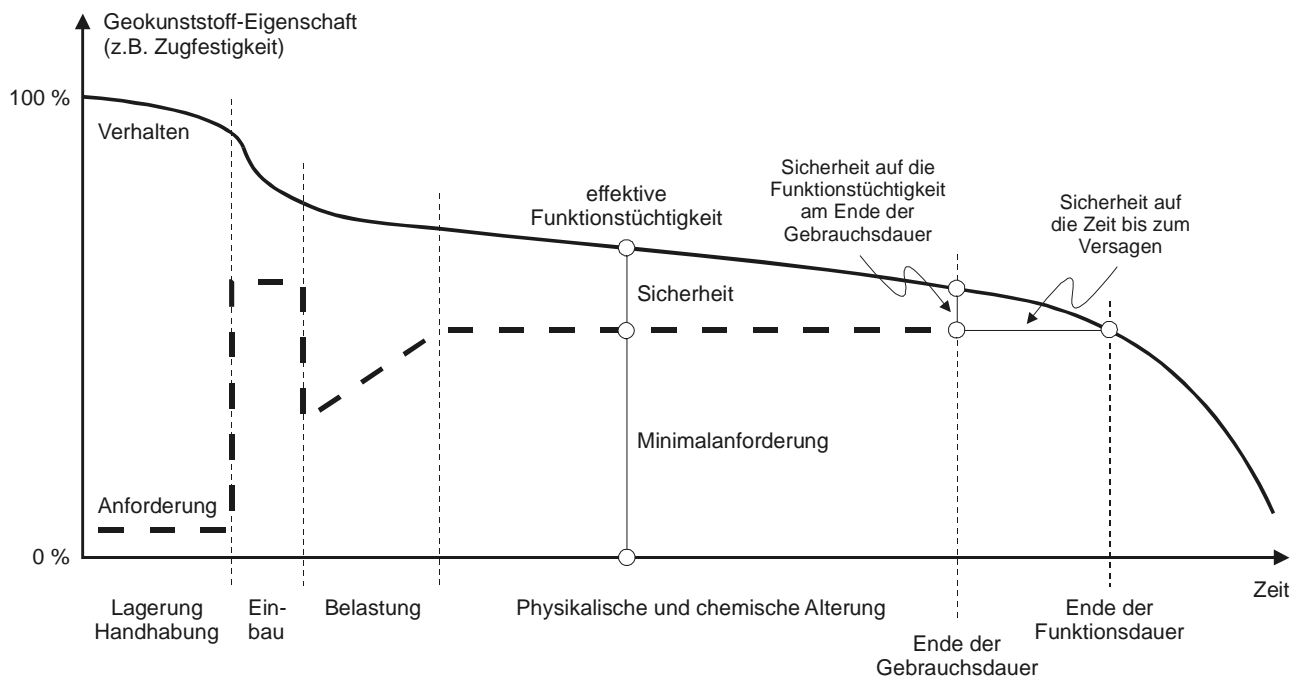 Geokunststoff-Eigenschaft
(z.B. Zugfestigkeit)
100 %
Verhalten
effektive
Funktionstüchtigkeit
Sicherheit auf die
Funktionstüchtigkeit
am Ende der
Gebrauchsdauer
Sicherheit auf
die Zeit bis zum
Versagen
Sicherheit
Minimalanforderung
Anforderung
0 %
Zeit
Lagerung
Handhabung
Ein-
bau
Belastung
Physikalische und chemische Alterung
Ende der
Gebrauchsdauer
Ende der
Funktionsdauer